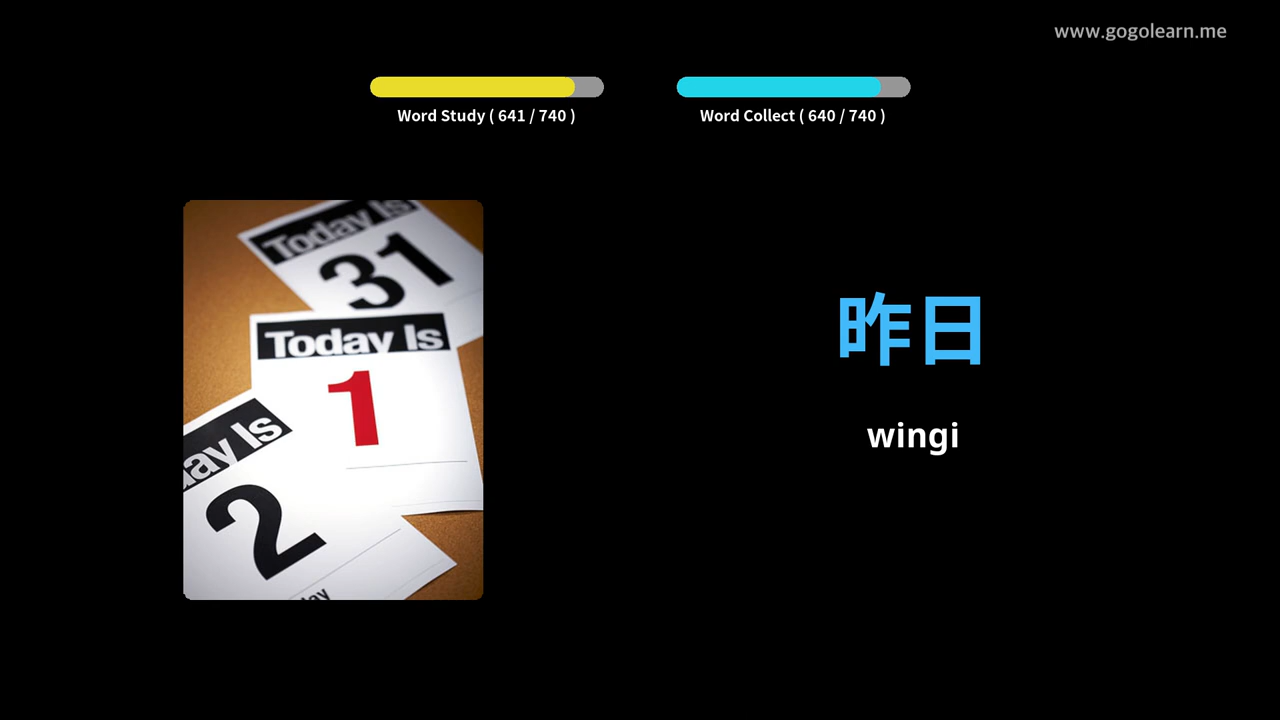 www.gogolearn.me
Word Study ( 641 / 740 )
Word Collect ( 640 / 740 )
Today Is
31
Today Is
1
ay Is
2
昨日
wingi